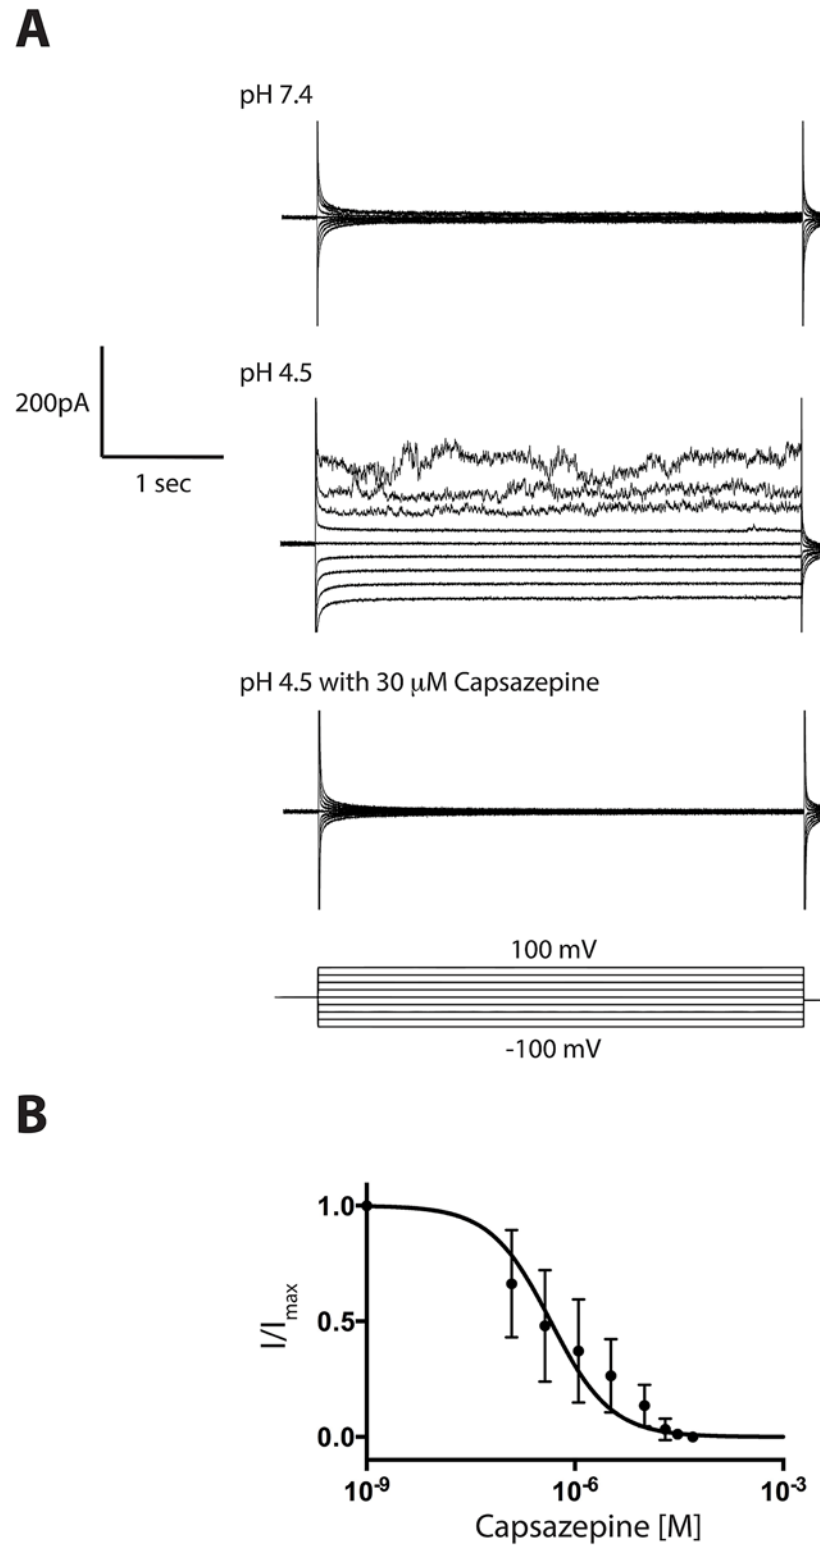 A
pH 7.4
pH 4.5
200pA
1 sec
pH 4.5 with 30 μM Capsazepine
100 mV
-100 mV
B
1.0
0.5
0.0
I/Imax
10-9
10-6
10-3
Capsazepine [M]